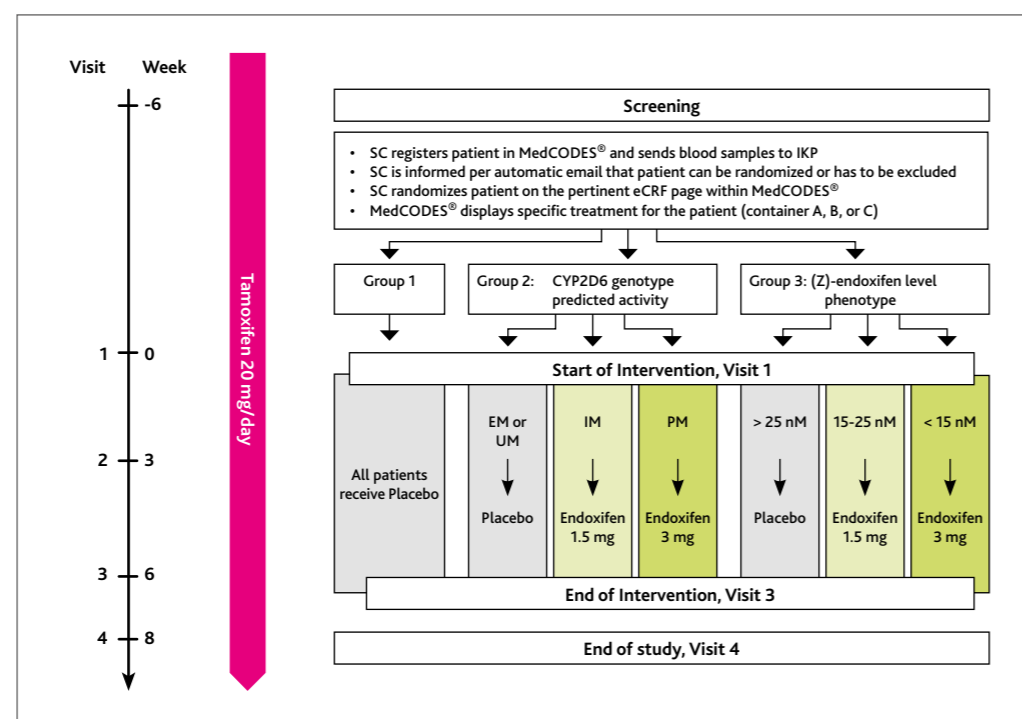 Visit Week
-6
1 0
2 3
3 6
4 8
Tamoxifen 20 mg/day
Screening
• SC registers patient in MedCODES® and sends blood samples to IKP
• SC is informed per automatic email that patient can be randomized or has to be excluded
• SC randomizes patient on the pertinent eCRF page within MedCODES®
• MedCODES® displays specific treatment for the patient (container A, B, or C)
Group 1
Group 2: CYP2D6 genotype
predicted activity
Group 3: (Z)-endoxifen level
phenotype
Start of Intervention, Visit 1
All patients
receive Placebo
EM or
UM
Placebo
IM
Endoxifen
1.5 mg
PM
Endoxifen
3 mg
> 25 nM
Placebo
15-25 nM
Endoxifen
1.5 mg
< 15 nM
Endoxifen
3 mg
End of Intervention, Visit 3
End of study, Visit 4